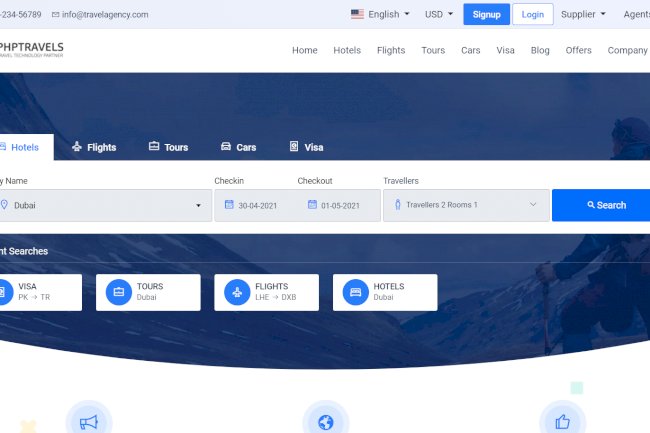 -234-56789 info@travelagency.com English USD Signup Login Supplier Agents
PHPTRAVELS
TRAVEL TECHNOLOGY PARTNER
Home Hotels Flights Tours Cars Visa Blog Offers Company
Hotels Flights Tours Cars Visa
y Name Checkin Checkout Travellers
Dubai 30-04-2021 01-05-2021 Travellers 2 Rooms 1 Search
nt Searches
VISA TOURS FLIGHTS HOTELS
PK → TR Dubai LHE → DXB Dubai